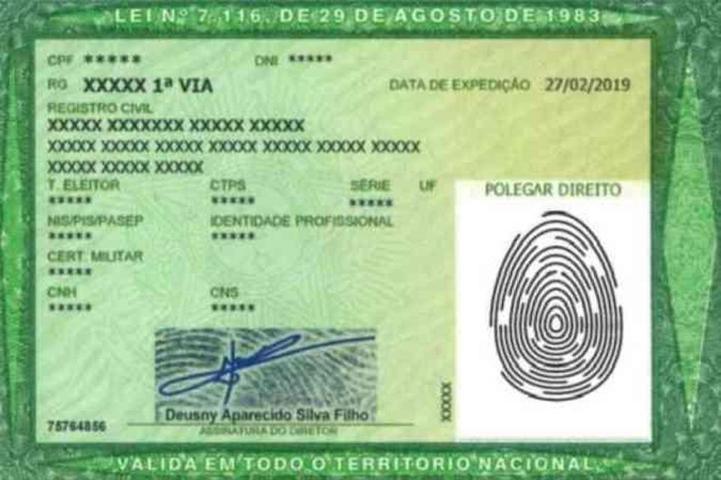 LEI Nº 7.116, DE 29 DE AGOSTO DE 1983
CPF ***** DNI *****
RG XXXXX 1ª VIA DATA DE EXPEDIÇÃO 27/02/2019
REGISTRO CIVIL
XXXXX XXXXXXX XXXXX XXXXX
XXXXX XXXXX XXXXX XXXXX XXXXX XXXXX XXXXX
XXXXX XXXXX XXXXX
T. ELEITOR CTPS SÉRIE UF POLEGAR DIREITO
***** ***** *****
NIS/PIS/PASEP IDENTIDADE PROFISSIONAL
***** *****
CERT. MILITAR
*****
CNH CNS
***** *****
Deusny Aparecido Silva Filho
75764856 ASSINATURA DO DIRETOR
XXXXX
VALIDA EM TODO O TERRITORIO NACIONAL